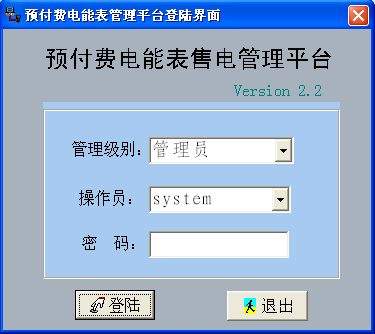 预付费电能表管理平台登陆界面
预付费电能表售电管理平台
Version 2.2
管理级别： 管理员
操作员： system
密 码：
登陆 退出